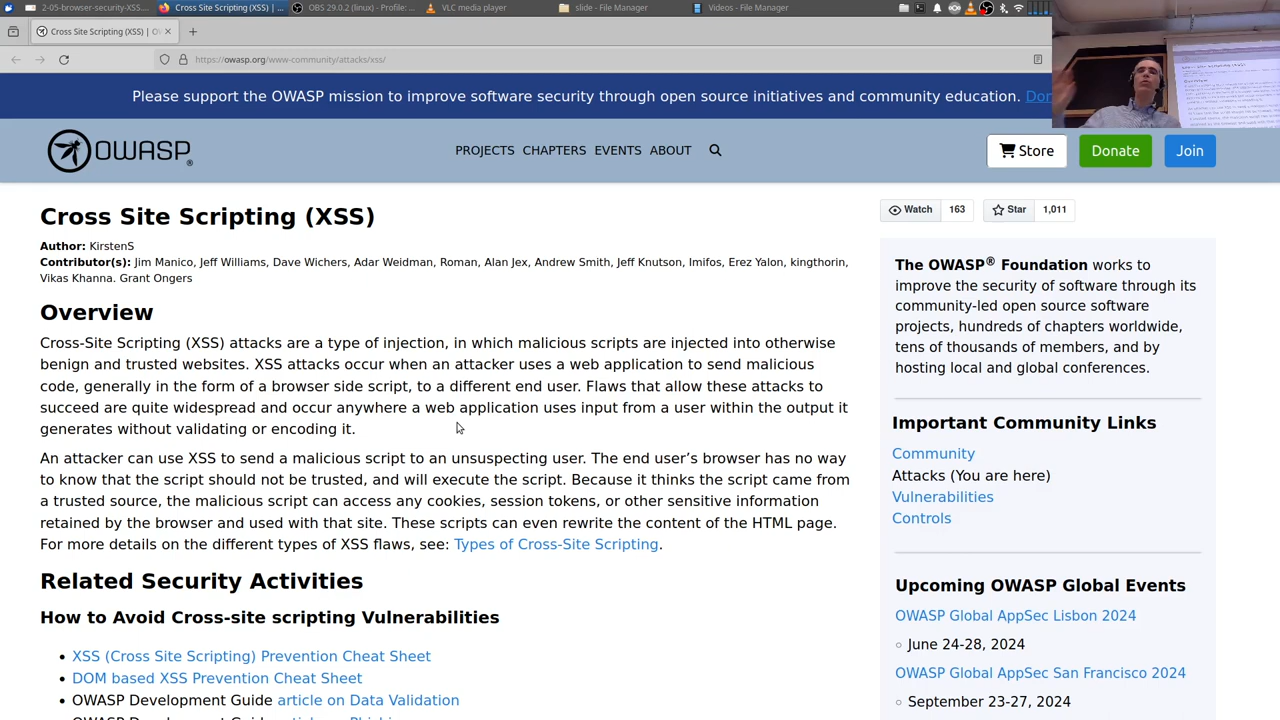 2-05-browser-security-XSS....
Cross Site Scripting (XSS) | ...
OBS 29.0.2 (linux) - Profile: ...
VLC media player
slide - File Manager
Videos - File Manager
Cross Site Scripting (XSS) | O
https://owasp.org/www-community/attacks/xss/
Please support the OWASP mission to improve software security through open source initiatives and community education. Don
OWASP®
PROJECTS CHAPTERS EVENTS ABOUT
Store
Donate
Join
Cross Site Scripting (XSS)
Watch 163
Star 1,011
Author: KirstenS
Contributor(s): Jim Manico, Jeff Williams, Dave Wichers, Adar Weidman, Roman, Alan Jex, Andrew Smith, Jeff Knutson, Imifos, Erez Yalon, kingthorin,
Vikas Khanna. Grant Ongers
Overview
Cross-Site Scripting (XSS) attacks are a type of injection, in which malicious scripts are injected into otherwise
benign and trusted websites. XSS attacks occur when an attacker uses a web application to send malicious
code, generally in the form of a browser side script, to a different end user. Flaws that allow these attacks to
succeed are quite widespread and occur anywhere a web application uses input from a user within the output it
generates without validating or encoding it.
An attacker can use XSS to send a malicious script to an unsuspecting user. The end user’s browser has no way
to know that the script should not be trusted, and will execute the script. Because it thinks the script came from
a trusted source, the malicious script can access any cookies, session tokens, or other sensitive information
retained by the browser and used with that site. These scripts can even rewrite the content of the HTML page.
For more details on the different types of XSS flaws, see: Types of Cross-Site Scripting.
Related Security Activities
How to Avoid Cross-site scripting Vulnerabilities
• XSS (Cross Site Scripting) Prevention Cheat Sheet
• DOM based XSS Prevention Cheat Sheet
• OWASP Development Guide article on Data Validation
The OWASP® Foundation works to
improve the security of software through its
community-led open source software
projects, hundreds of chapters worldwide,
tens of thousands of members, and by
hosting local and global conferences.
Important Community Links
Community
Attacks (You are here)
Vulnerabilities
Controls
Upcoming OWASP Global Events
OWASP Global AppSec Lisbon 2024
○ June 24-28, 2024
OWASP Global AppSec San Francisco 2024
○ September 23-27, 2024